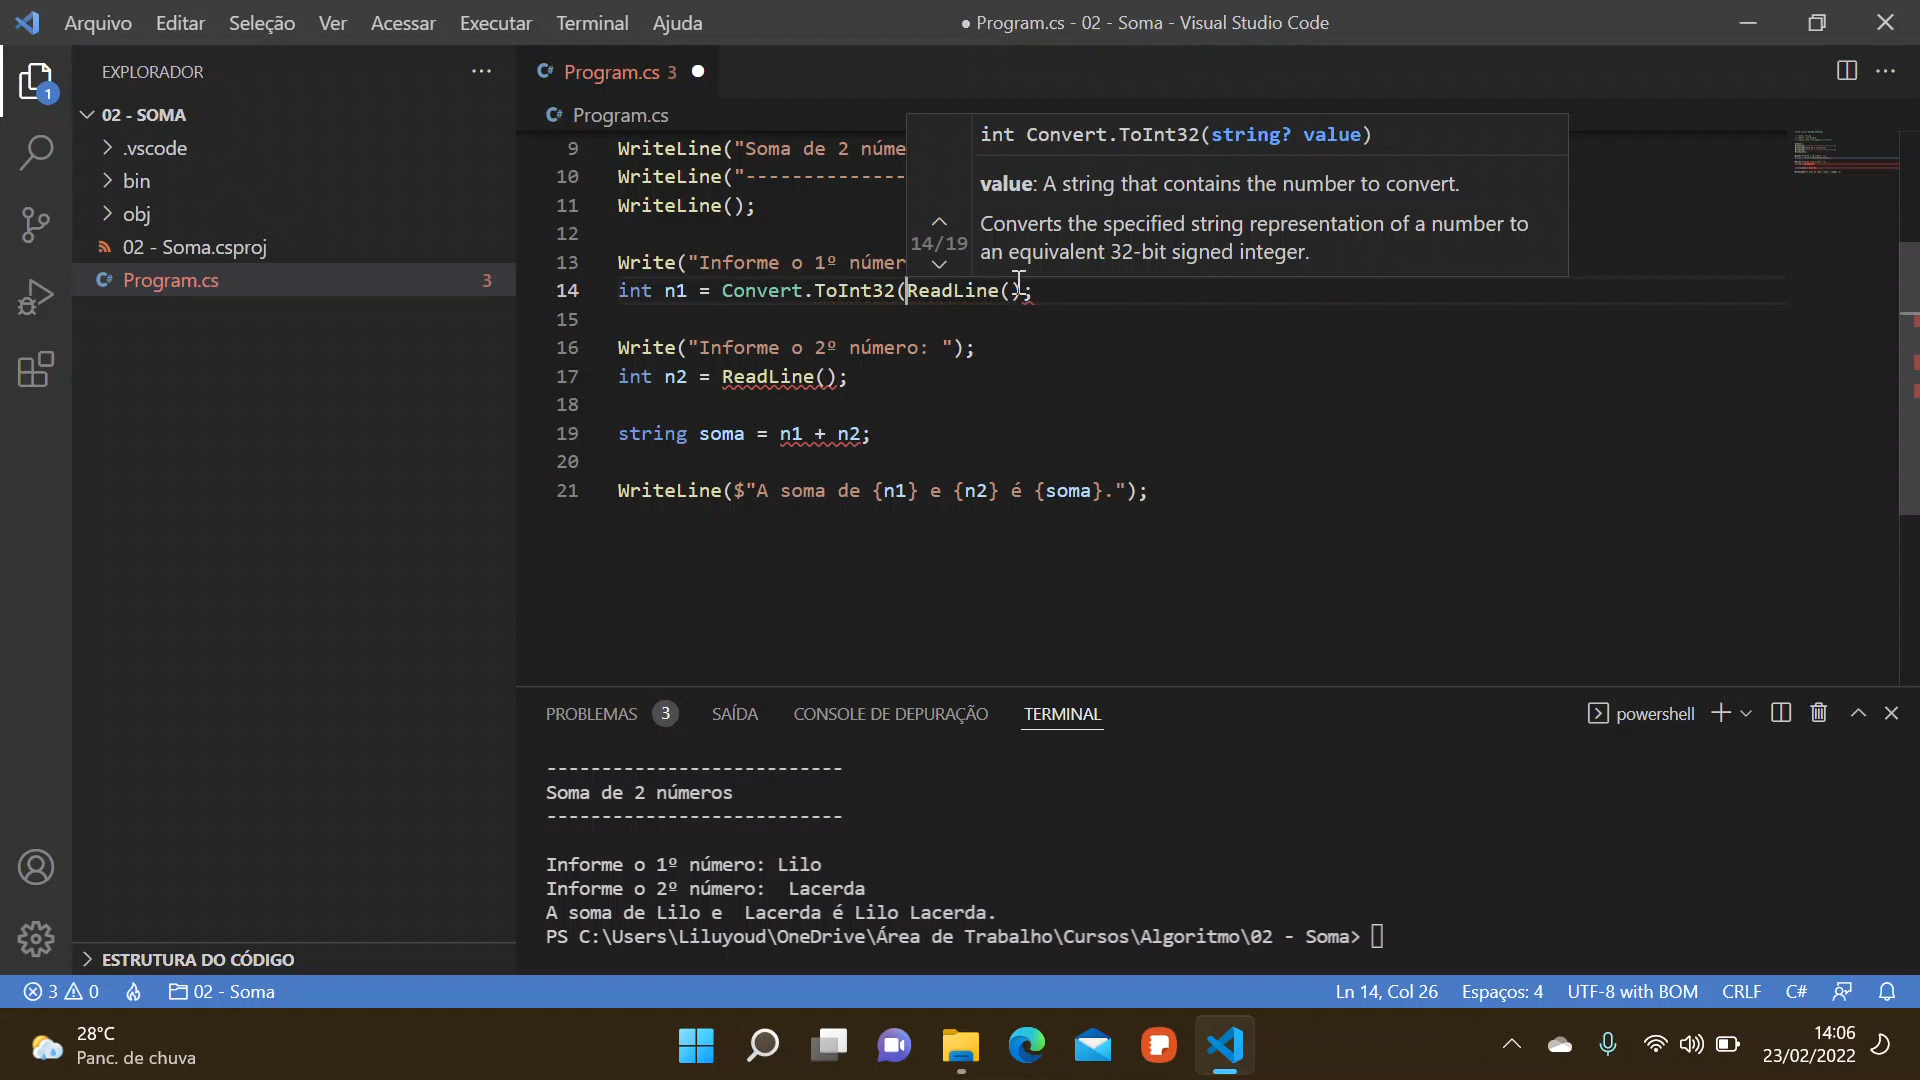 Arquivo Editar Seleção Ver Acessar Executar Terminal Ajuda
● Program.cs - 02 - Soma - Visual Studio Code
EXPLORADOR
1
02 - SOMA
.vscode
bin
obj
02 - Soma.csproj
C# Program.cs 3
ESTRUTURA DO CÓDIGO
C# Program.cs 3
C# Program.cs
int Convert.ToInt32(string? value)
value: A string that contains the number to convert.
Converts the specified string representation of a number to
an equivalent 32-bit signed integer.
14/19
9 WriteLine("Soma de 2 núme
10 WriteLine("--------------
11 WriteLine();
12
13 Write("Informe o 1º númer
14 int n1 = Convert.ToInt32(ReadLine();
15
16 Write("Informe o 2º número: ");
17 int n2 = ReadLine();
18
19 string soma = n1 + n2;
20
21 WriteLine($"A soma de {n1} e {n2} é {soma}.");
PROBLEMAS 3 SAÍDA CONSOLE DE DEPURAÇÃO TERMINAL
powershell
--------------------------
Soma de 2 números
--------------------------
Informe o 1º número: Lilo
Informe o 2º número:  Lacerda
A soma de Lilo e  Lacerda é Lilo Lacerda.
PS C:\Users\Liluyoud\OneDrive\Área de Trabalho\Cursos\Algoritmo\02 - Soma>
3 0 02 - Soma
Ln 14, Col 26 Espaços: 4 UTF-8 with BOM CRLF C#
28°C
Panc. de chuva
14:06
23/02/2022